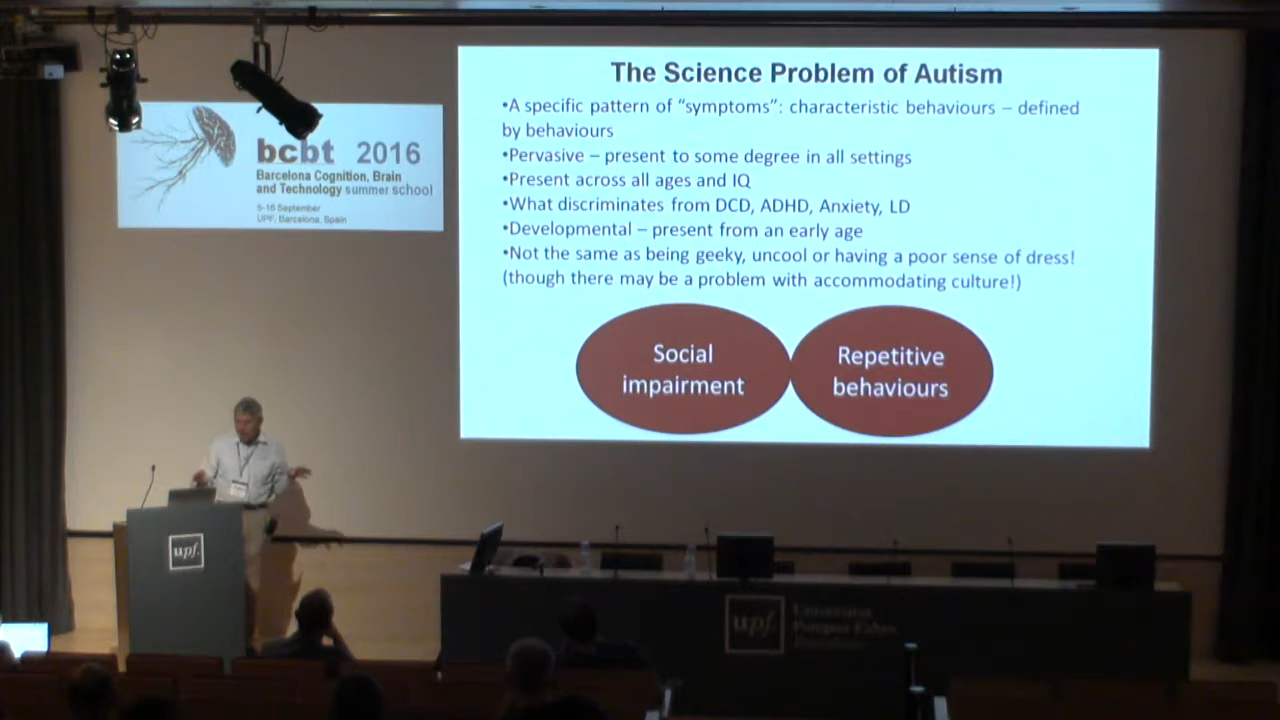 The Science Problem of Autism
•A specific pattern of “symptoms”: characteristic behaviours – defined
by behaviours
•Pervasive – present to some degree in all settings
•Present across all ages and IQ
•What discriminates from DCD, ADHD, Anxiety, LD
•Developmental – present from an early age
•Not the same as being geeky, uncool or having a poor sense of dress!
(though there may be a problem with accommodating culture!)
Social
impairment
Repetitive
behaviours
bcbt 2016
Barcelona Cognition, Brain
and Technology summer school
5-16 September
UPF, Barcelona, Spain
upf.
upf.
Universitat
Pompeu Fabra